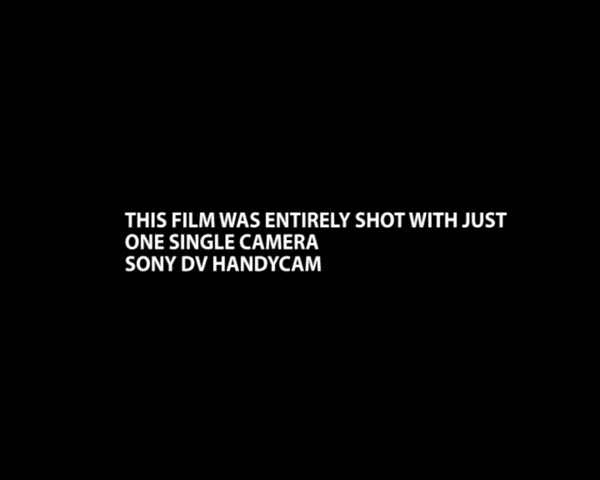 THIS FILM WAS ENTIRELY SHOT WITH JUST
ONE SINGLE CAMERA
SONY DV HANDYCAM